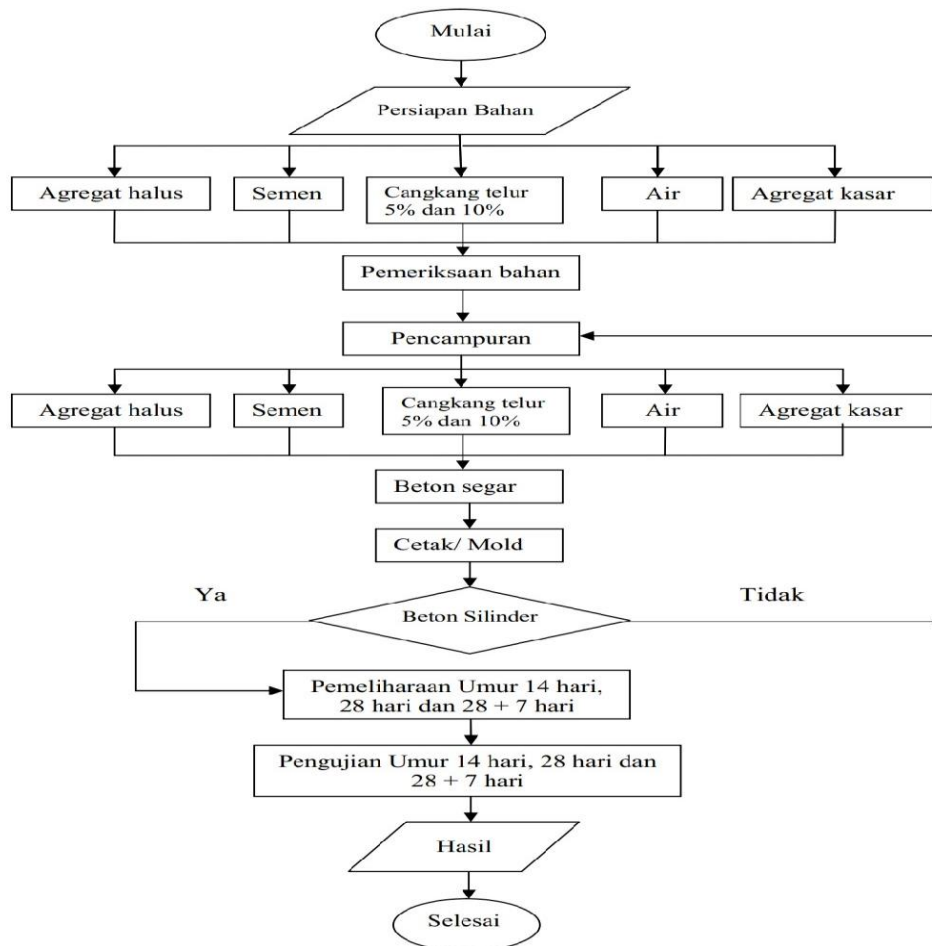 Mulai
Persiapan Bahan
Agregat halus
Semen
Cangkang telur
5% dan 10%
Air
Agregat kasar
Pemeriksaan bahan
Pencampuran
Agregat halus
Semen
Cangkang telur
5% dan 10%
Air
Agregat kasar
Beton segar
Cetak/ Mold
Ya
Beton Silinder
Tidak
Pemeliharaan Umur 14 hari,
28 hari dan 28 + 7 hari
Pengujian Umur 14 hari, 28 hari dan
28 + 7 hari
Hasil
Selesai